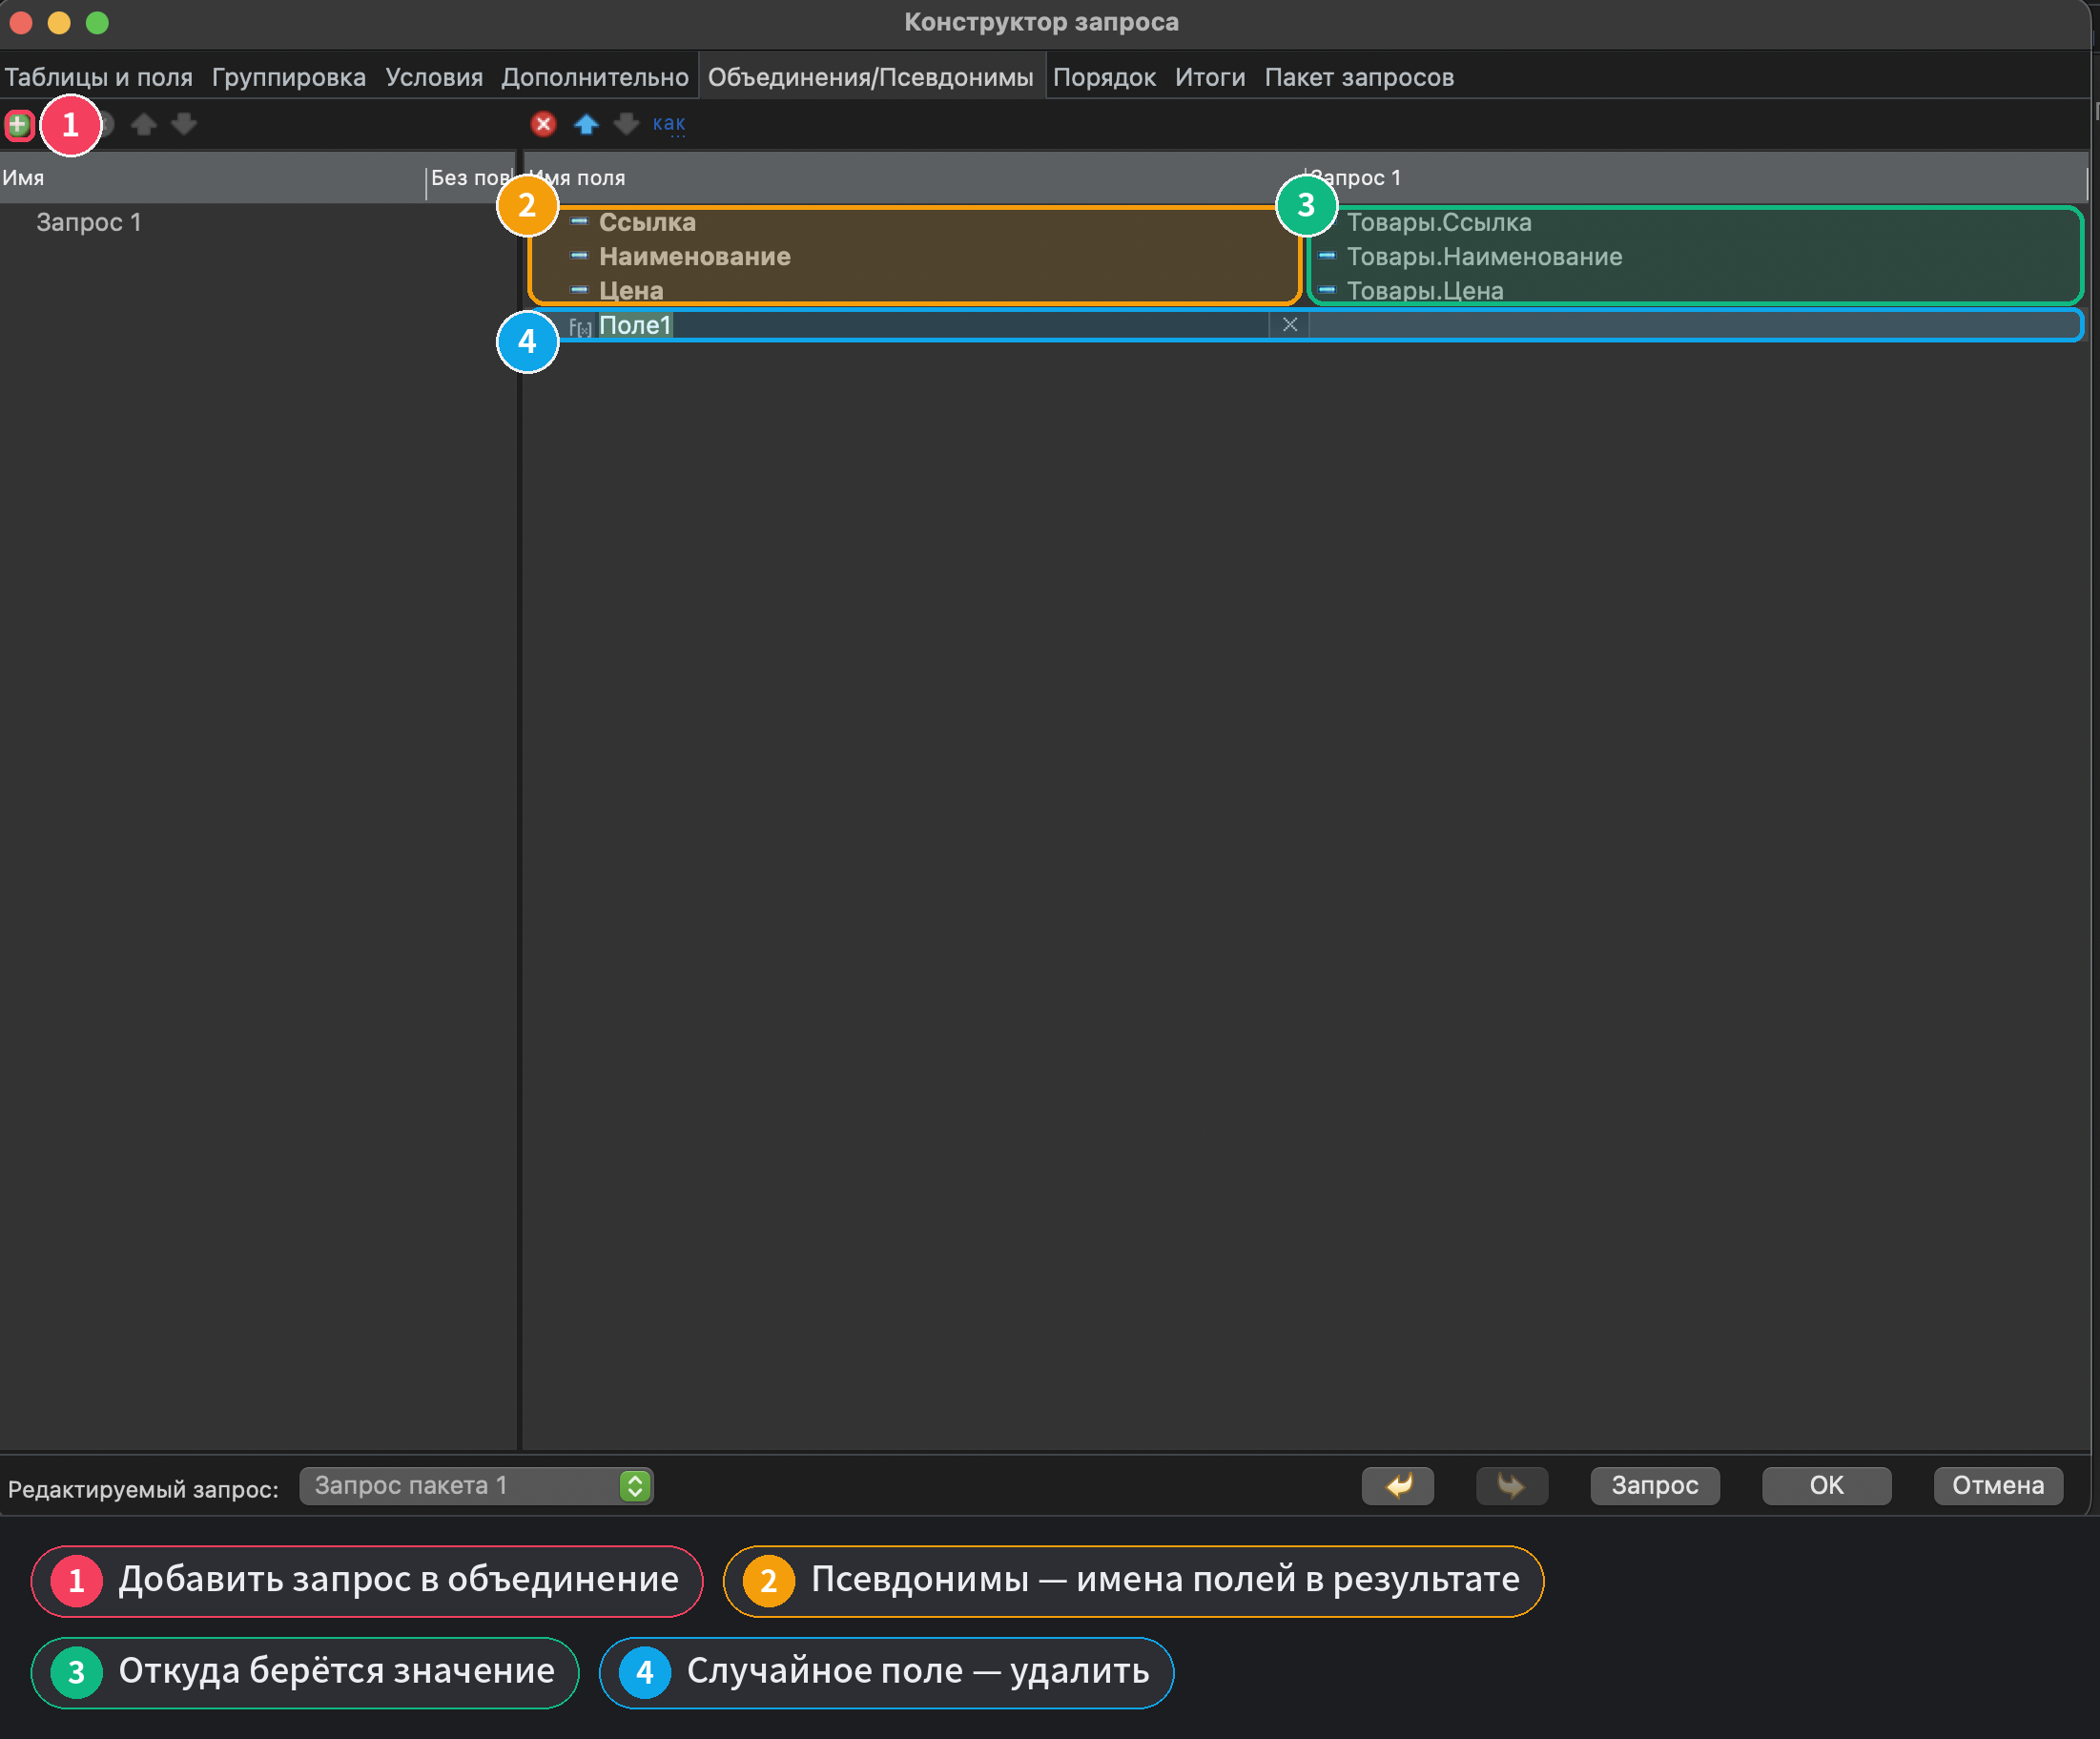 Конструктор запроса
Таблицы и поля Группировка Условия Дополнительно Объединения/Псевдонимы Порядок Итоги Пакет запросов
1 как
Имя Без пов Имя поля Запрос 1
2 3
Запрос 1 Ссылка Товары.Ссылка
Наименование Товары.Наименование
Цена Товары.Цена
4 Поле1
Редактируемый запрос: Запрос пакета 1 Запрос OK Отмена
1 Добавить запрос в объединение 2 Псевдонимы — имена полей в результате
3 Откуда берётся значение 4 Случайное поле — удалить